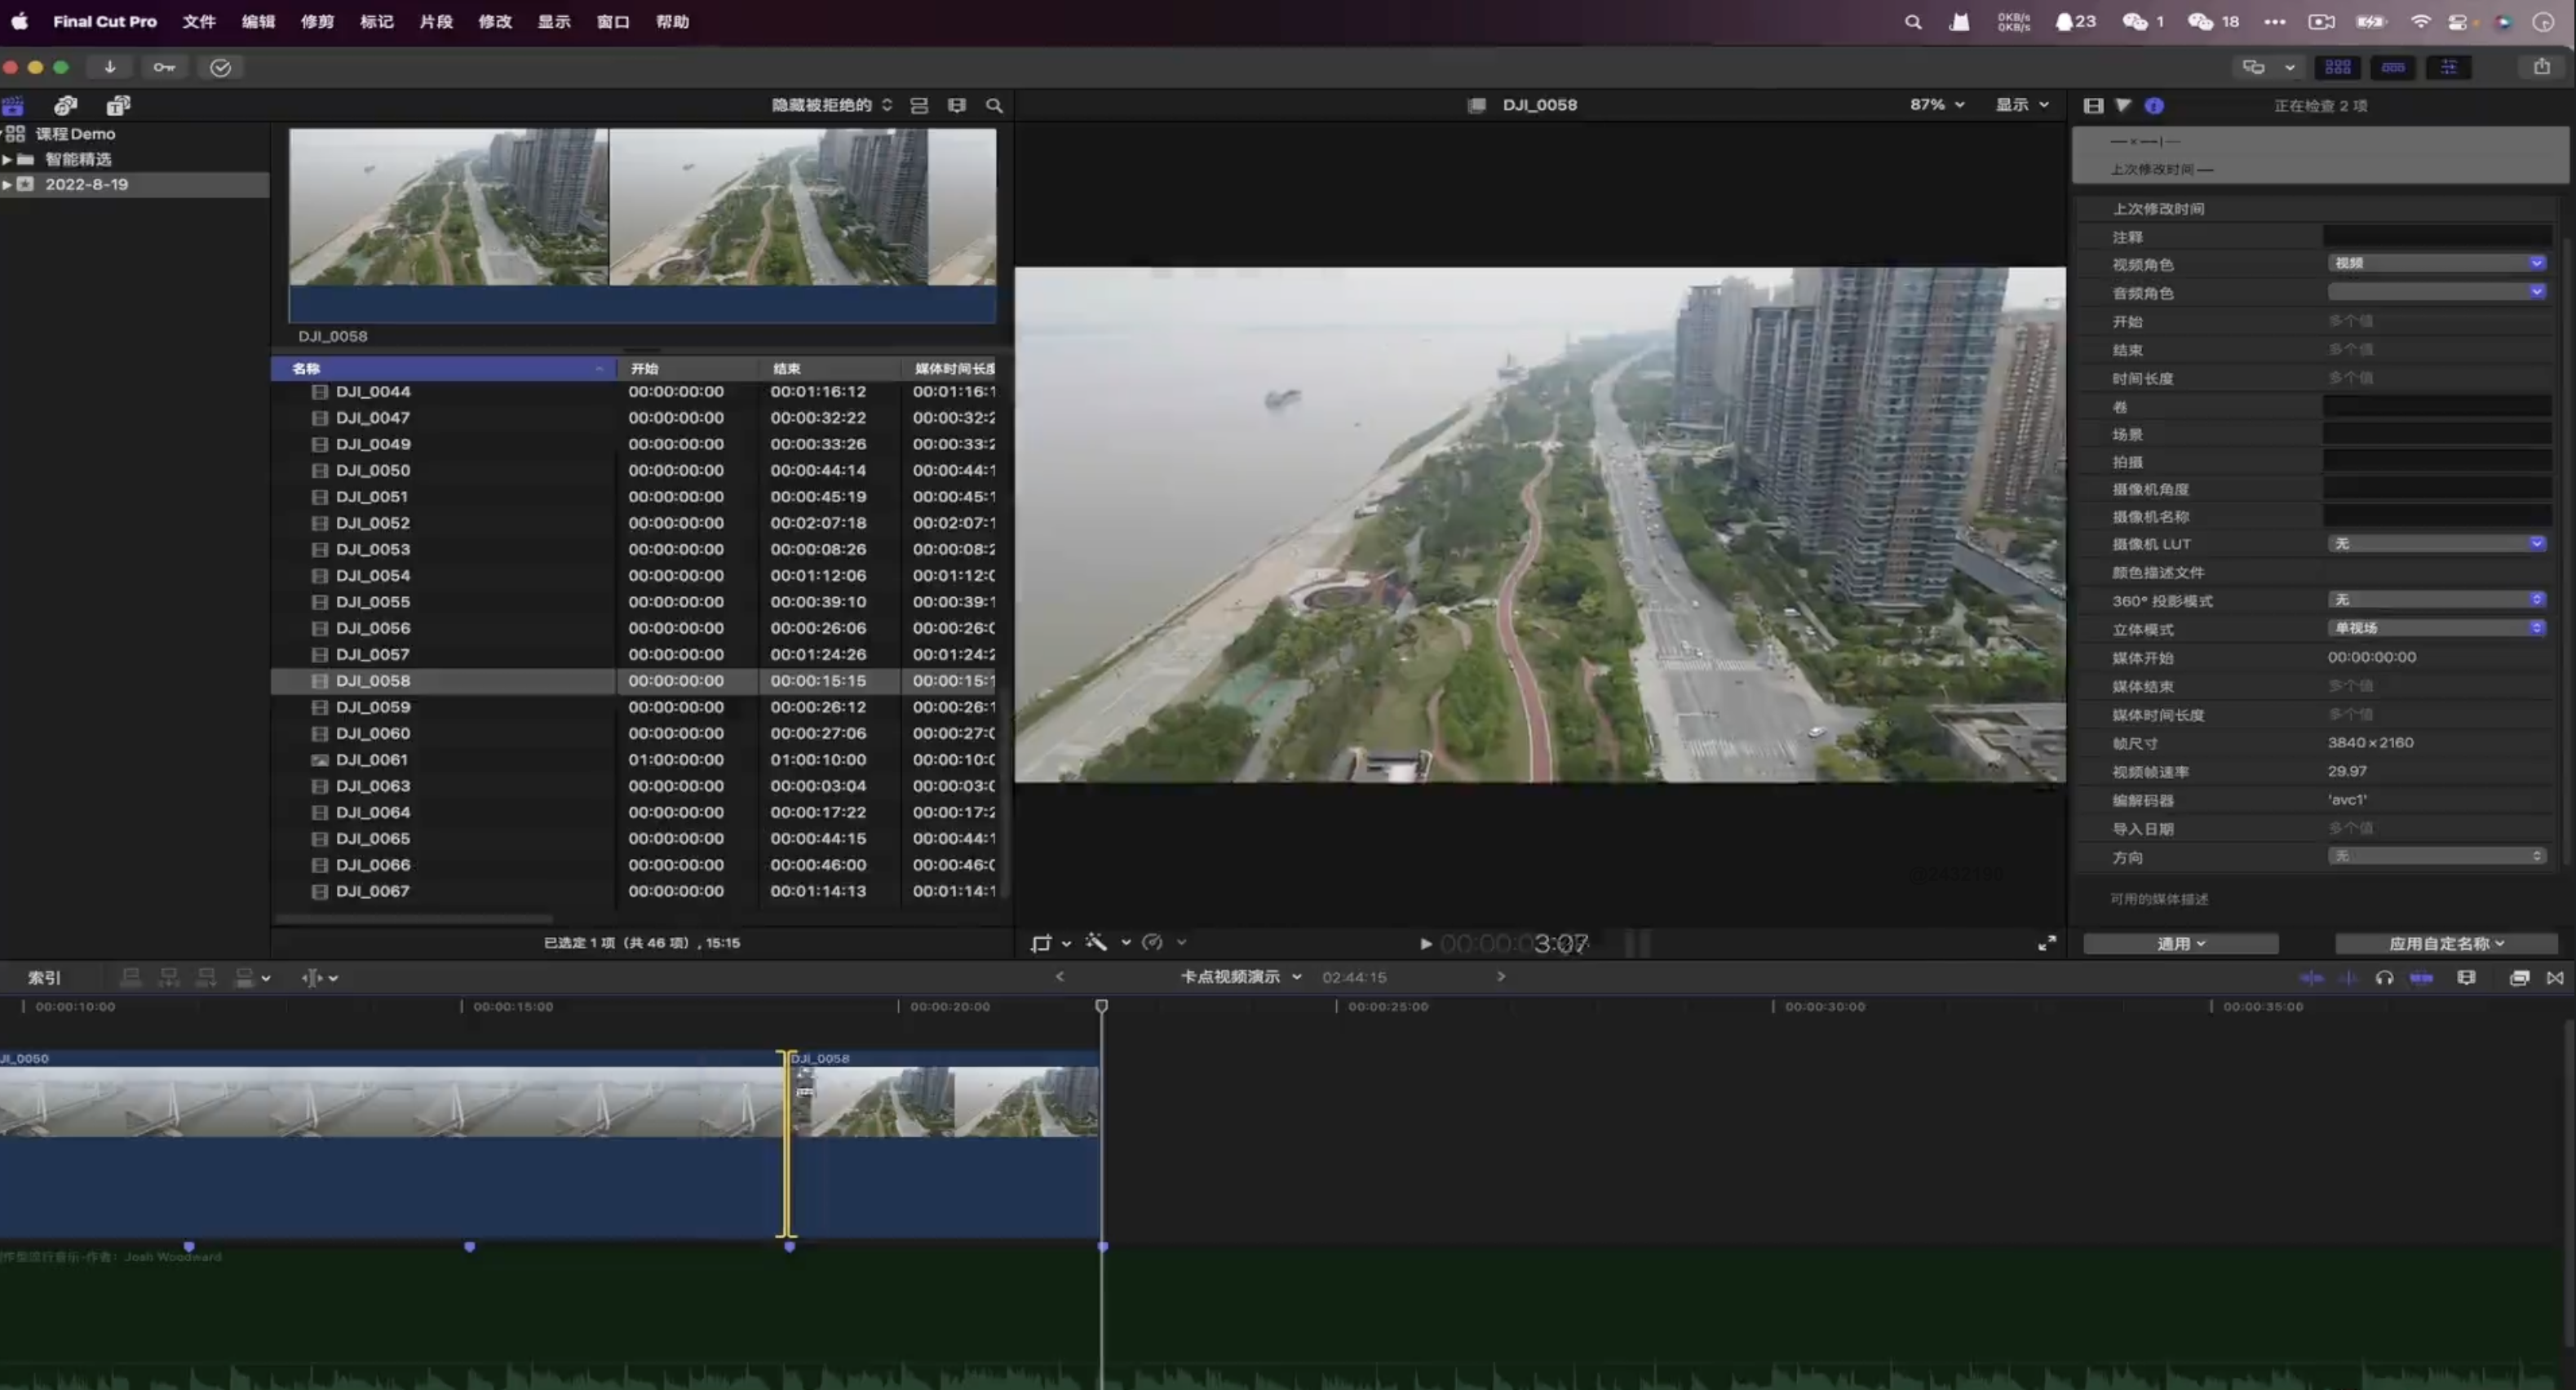 Final Cut Pro 文件 编辑 修剪 标记 片段 修改 显示 窗口 帮助
0KB/s
0KB/s
23 1 18
隐藏被拒绝的
DJI_0058
87% 显示
正在检查 2 项
课程Demo
智能精选
2022-8-19
DJI_0058
名称 开始 结束 媒体时间长度
DJI_0044 00:00:00:00 00:01:16:12 00:01:16:1
DJI_0047 00:00:00:00 00:00:32:22 00:00:32:2
DJI_0049 00:00:00:00 00:00:33:26 00:00:33:2
DJI_0050 00:00:00:00 00:00:44:14 00:00:44:1
DJI_0051 00:00:00:00 00:00:45:19 00:00:45:1
DJI_0052 00:00:00:00 00:02:07:18 00:02:07:1
DJI_0053 00:00:00:00 00:00:08:26 00:00:08:2
DJI_0054 00:00:00:00 00:01:12:06 00:01:12:0
DJI_0055 00:00:00:00 00:00:39:10 00:00:39:1
DJI_0056 00:00:00:00 00:00:26:06 00:00:26:0
DJI_0057 00:00:00:00 00:01:24:26 00:01:24:2
DJI_0058 00:00:00:00 00:00:15:15 00:00:15:1
DJI_0059 00:00:00:00 00:00:26:12 00:00:26:1
DJI_0060 00:00:00:00 00:00:27:06 00:00:27:0
DJI_0061 01:00:00:00 01:00:10:00 00:00:10:0
DJI_0063 00:00:00:00 00:00:03:04 00:00:03:0
DJI_0064 00:00:00:00 00:00:17:22 00:00:17:2
DJI_0065 00:00:00:00 00:00:44:15 00:00:44:1
DJI_0066 00:00:00:00 00:00:46:00 00:00:46:0
DJI_0067 00:00:00:00 00:01:14:13 00:01:14:1
已选定 1 项（共 46 项）, 15:15
3:07
上次修改时间 —
上次修改时间
注释
视频角色 视频
音频角色
开始 多个值
结束 多个值
时间长度 多个值
卷
场景
拍摄
摄像机角度
摄像机名称
摄像机 LUT 无
颜色描述文件
360° 投影模式 无
立体模式 单视场
媒体开始 00:00:00:00
媒体结束 多个值
媒体时间长度 多个值
帧尺寸 3840×2160
视频帧速率 29.97
编解码器 'avc1'
导入日期 多个值
方向 无
可用的媒体描述
通用 应用自定名称
索引
卡点视频演示 02:44:15
00:00:10:00 00:00:15:00 00:00:20:00 00:00:25:00 00:00:30:00 00:00:35:00
JI_0050 DJI_0058
流行音乐-作者：Josh Woodward